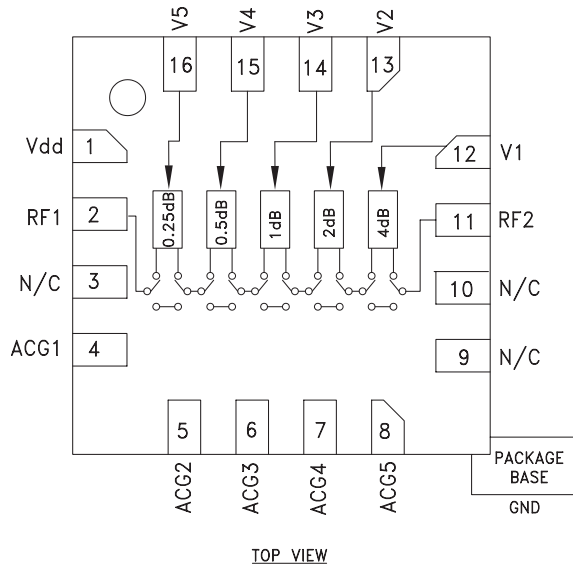 V5
V4
V3
V2
16
15
14
13
Vdd
1
12
V1
RF1
2
0.25dB
0.5dB
1dB
2dB
4dB
11
RF2
N/C
3
10
N/C
ACG1
4
9
N/C
5
6
7
8
ACG2
ACG3
ACG4
ACG5
PACKAGE
BASE
GND
TOP VIEW